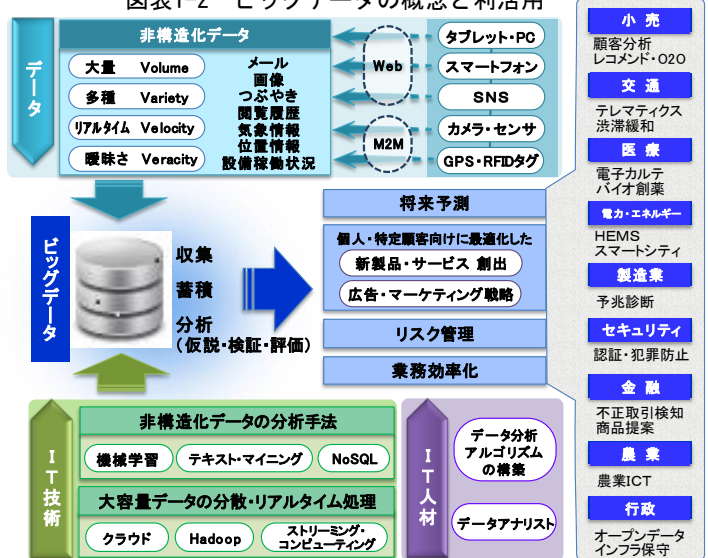 図表1-2 ビッグデータの概念と利活用
データ
非構造化データ
大量 Volume
多種 Variety
リアルタイム Velocity
曖昧さ Veracity
メール
画像
つぶやき
閲覧履歴
気象情報
位置情報
設備稼働状況
Web
M2M
タブレット・PC
スマートフォン
SNS
カメラ・センサ
GPS・RFIDタグ
ビッグデータ
収集
蓄積
分析
(仮説・検証・評価)
将来予測
個人・特定顧客向けに最適化した
新製品・サービス 創出
広告・マーケティング戦略
リスク管理
業務効率化
IT技術
非構造化データの分析手法
機械学習
テキスト・マイニング
NoSQL
大容量データの分散・リアルタイム処理
クラウド
Hadoop
ストリーミング・
コンピューティング
IT人材
データ分析
アルゴリズム
の構築
データアナリスト
小 売
顧客分析
レコメンド・O2O
交 通
テレマティクス
渋滞緩和
医 療
電子カルテ
バイオ創薬
電力・エネルギー
HEMS
スマートシティ
製造業
予兆診断
セキュリティ
認証・犯罪防止
金 融
不正取引検知
商品提案
農 業
農業ICT
行政
オープンデータ
インフラ保守